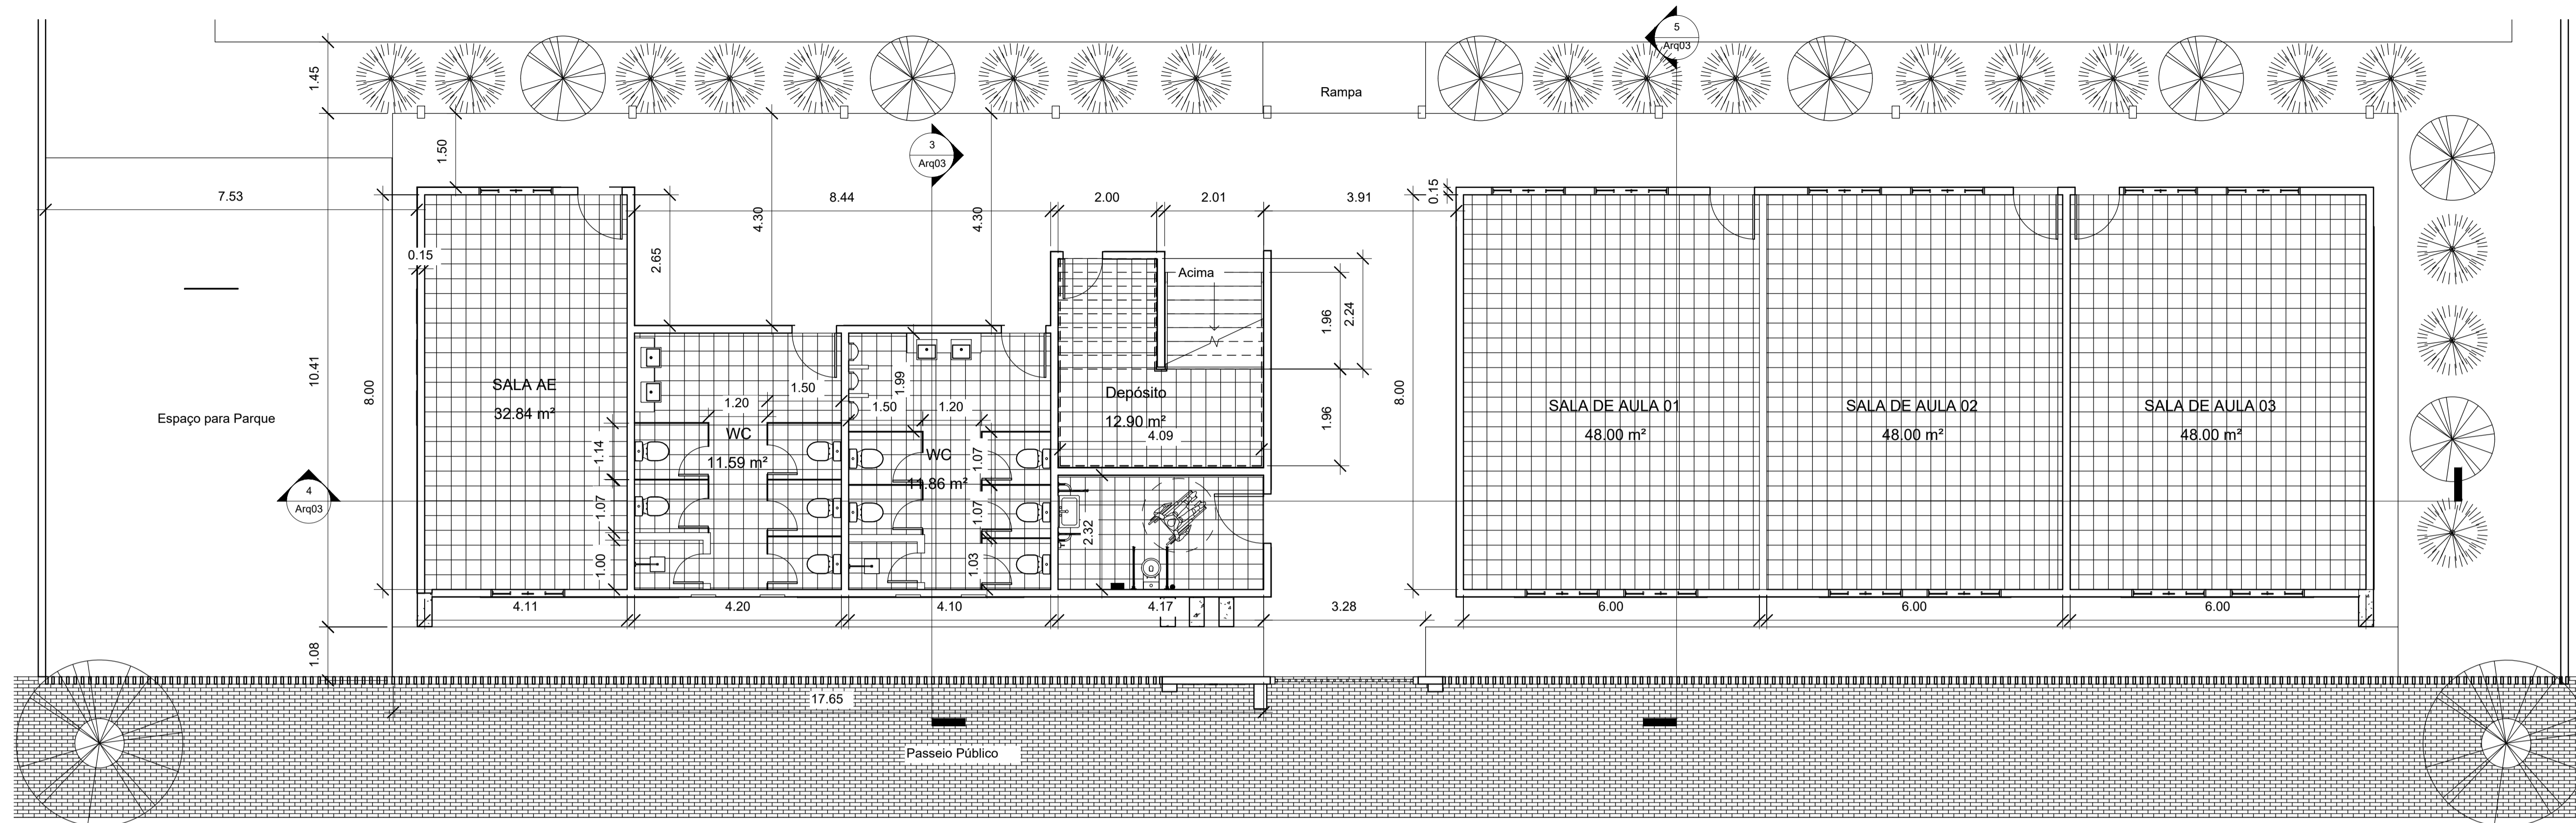 5
Arq03
1.45
Rampa
1.50
3
Arq03
7.53
8.44
2.00
2.01
3.91
0.15
4.30
4.30
2.65
0.15
Acima
1.96
2.24
10.41
8.00
SALA AE
32.84 m²
1.50
1.99
1.20
1.50
1.20
Depósito
12.90 m²
4.09
8.00
1.96
SALA DE AULA 01
48.00 m²
SALA DE AULA 02
48.00 m²
SALA DE AULA 03
48.00 m²
Espaço para Parque
WC
11.59 m²
1.14
WC
11.86 m²
1.07
4
Arq03
1.07
1.07
2.32
1.00
1.03
4.11
4.20
4.10
4.17
3.28
6.00
6.00
6.00
1.08
17.65
Passeio Público